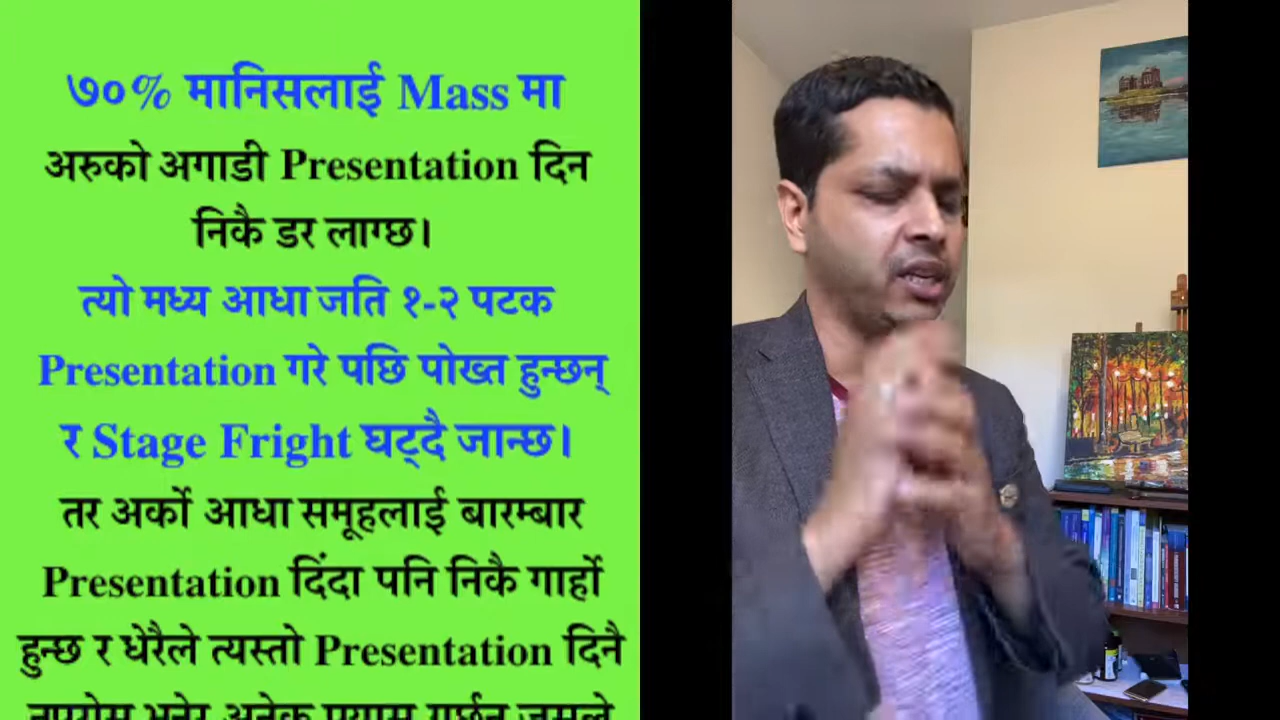 ७०% मानिसलाई Mass मा
अरुको अगाडी Presentation दिन
निकै डर लाग्छ।
त्यो मध्य आधा जति १-२ पटक
Presentation गरे पछि पोख्त हुन्छन्
र Stage Fright घट्दै जान्छ।
तर अर्को आधा समूहलाई बारम्बार
Presentation दिंदा पनि निकै गार्हो
हुन्छ र धेरैले त्यस्तो Presentation दिनै